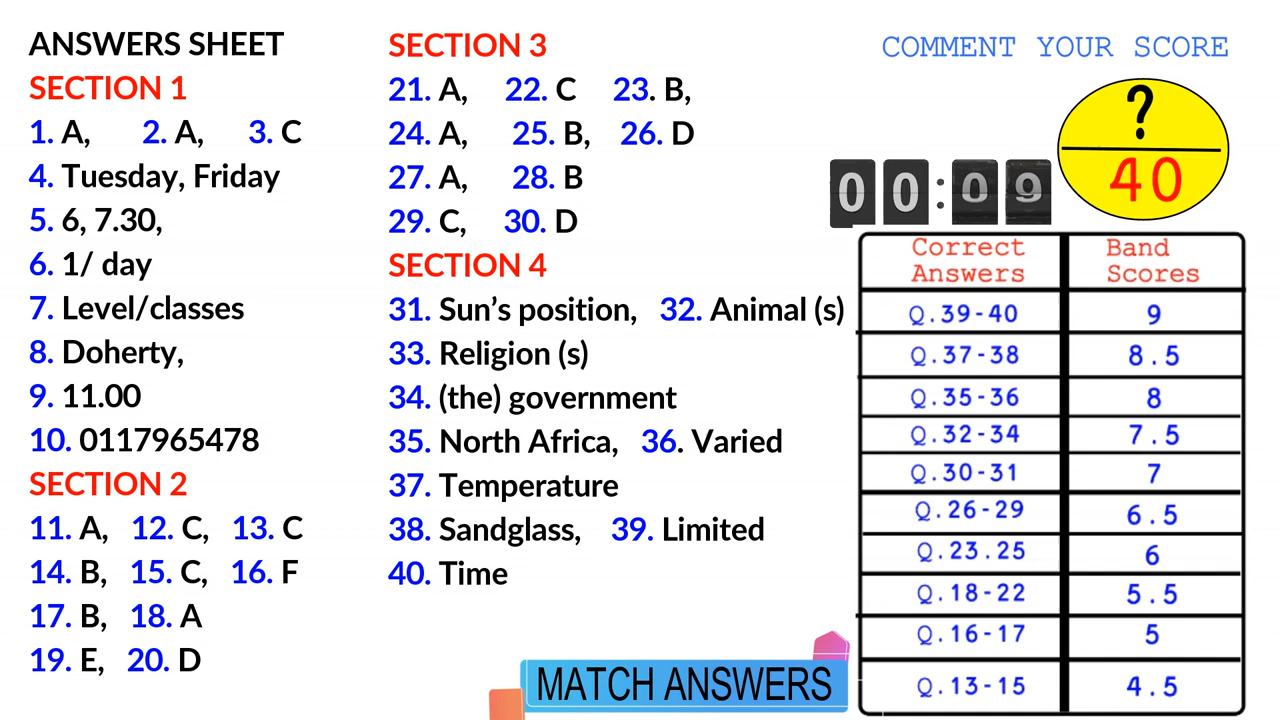 ANSWERS SHEET
SECTION 1
1. A, 2. A, 3. C
4. Tuesday, Friday
5. 6, 7.30,
6. 1/ day
7. Level/classes
8. Doherty,
9. 11.00
10. 0117965478
SECTION 2
11. A, 12. C, 13. C
14. B, 15. C, 16. F
17. B, 18. A
19. E, 20. D
SECTION 3
21. A, 22. C 23. B,
24. A, 25. B, 26. D
27. A, 28. B
29. C, 30. D
SECTION 4
31. Sun's position, 32. Animal (s)
33. Religion (s)
34. (the) government
35. North Africa, 36. Varied
37. Temperature
38. Sandglass, 39. Limited
40. Time
MATCH ANSWERS
COMMENT YOUR SCORE
?
40
00:09
Correct Answers Band Scores
Q.39-40 9
Q.37-38 8.5
Q.35-36 8
Q.32-34 7.5
Q.30-31 7
Q.26-29 6.5
Q.23.25 6
Q.18-22 5.5
Q.16-17 5
Q.13-15 4.5